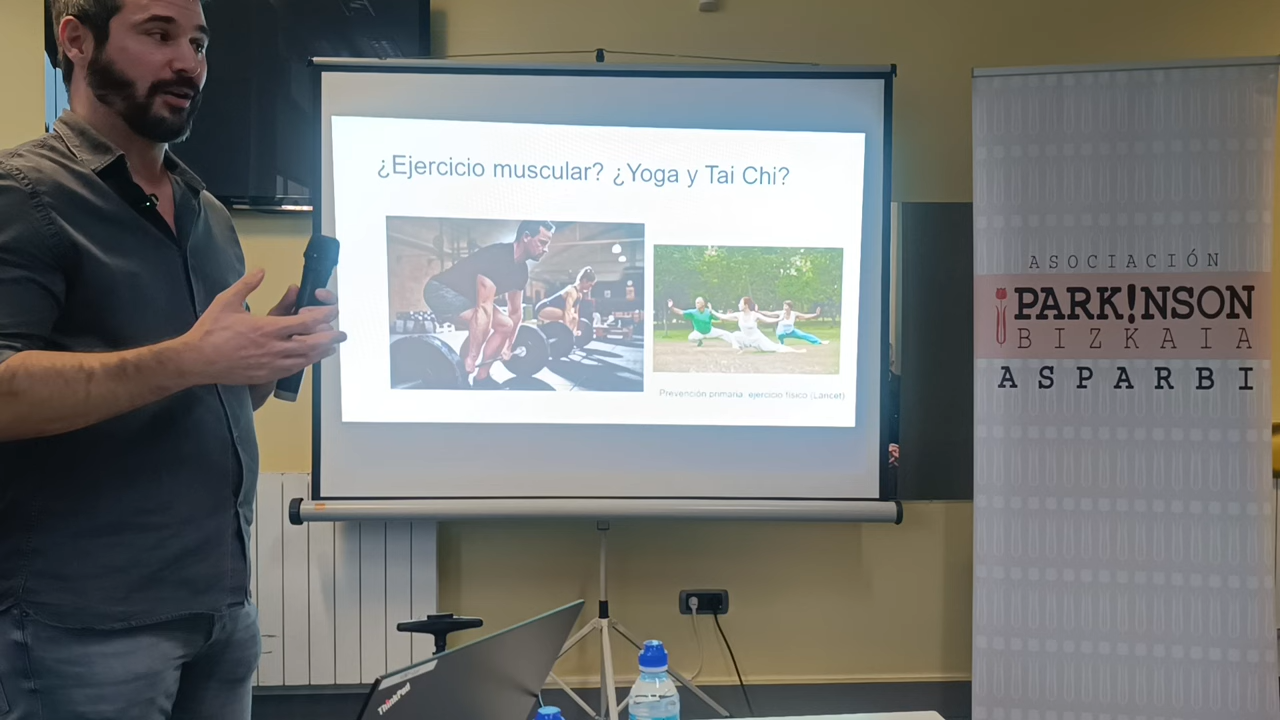 ¿Ejercicio muscular? ¿Yoga y Tai Chi?
Prevención primaria: ejercicio físico (Lancet)
ASOCIACIÓN
PARK!NSON
BIZKAIA
ASPARBI
ThinkPad